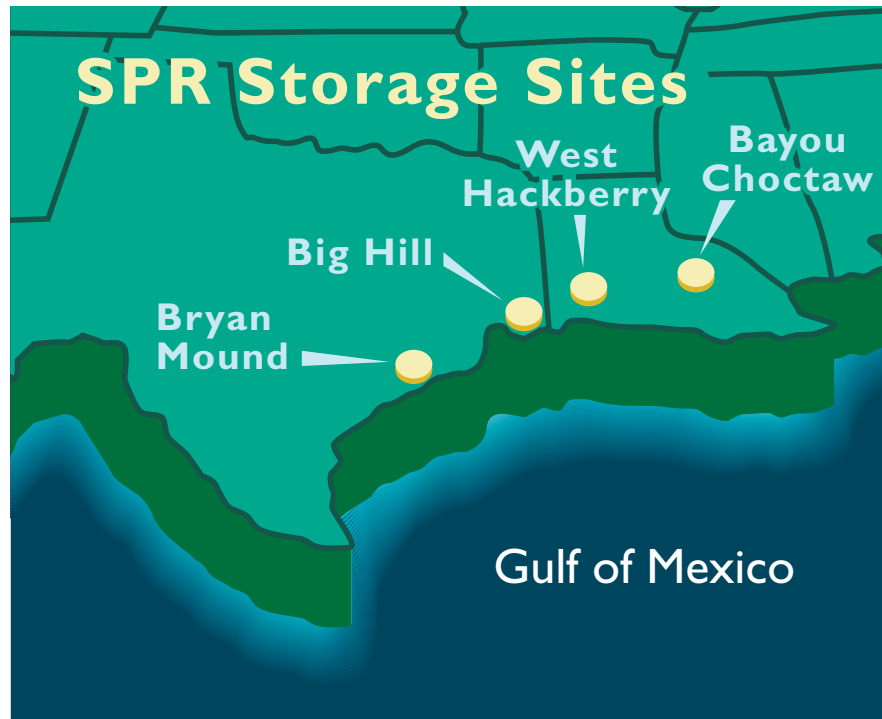 SPR Storage Sites
Bayou
Choctaw
West
Hackberry
Big Hill
Bryan
Mound
Gulf of Mexico